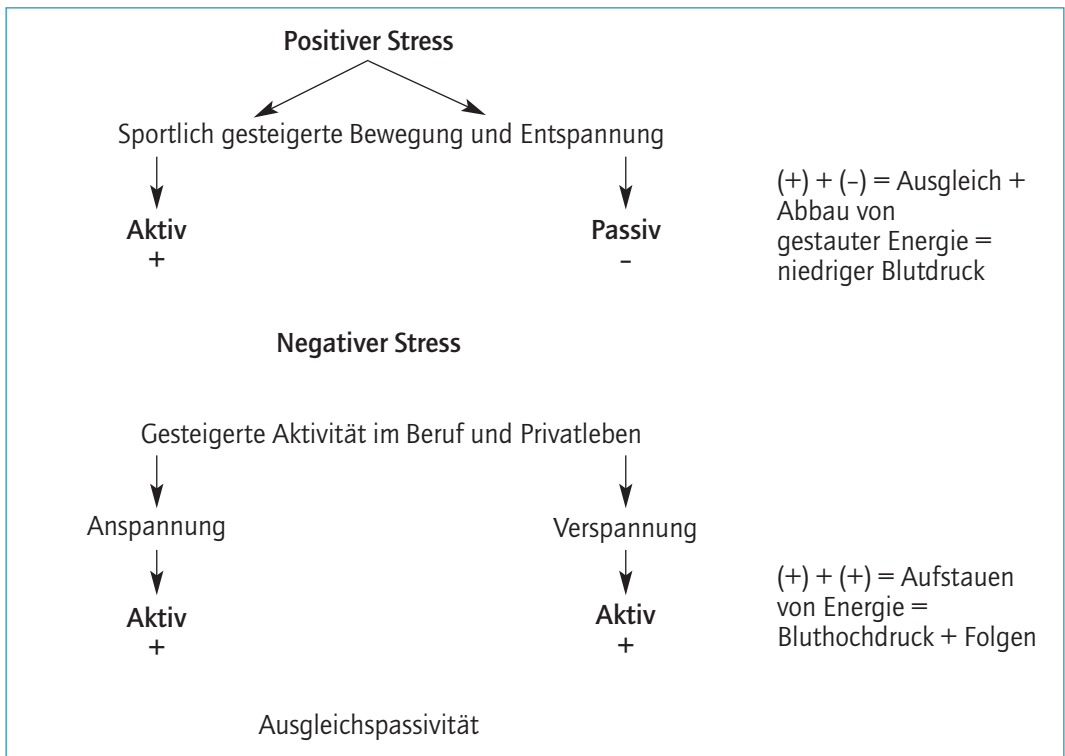 Positiver Stress
Sportlich gesteigerte Bewegung und Entspannung
Aktiv
+
Passiv
–
(+) + (–) = Ausgleich +
Abbau von
gestauter Energie =
niedriger Blutdruck
Negativer Stress
Gesteigerte Aktivität im Beruf und Privatleben
Anspannung
Verspannung
Aktiv
+
Aktiv
+
(+) + (+) = Aufstauen
von Energie =
Bluthochdruck + Folgen
Ausgleichspassivität